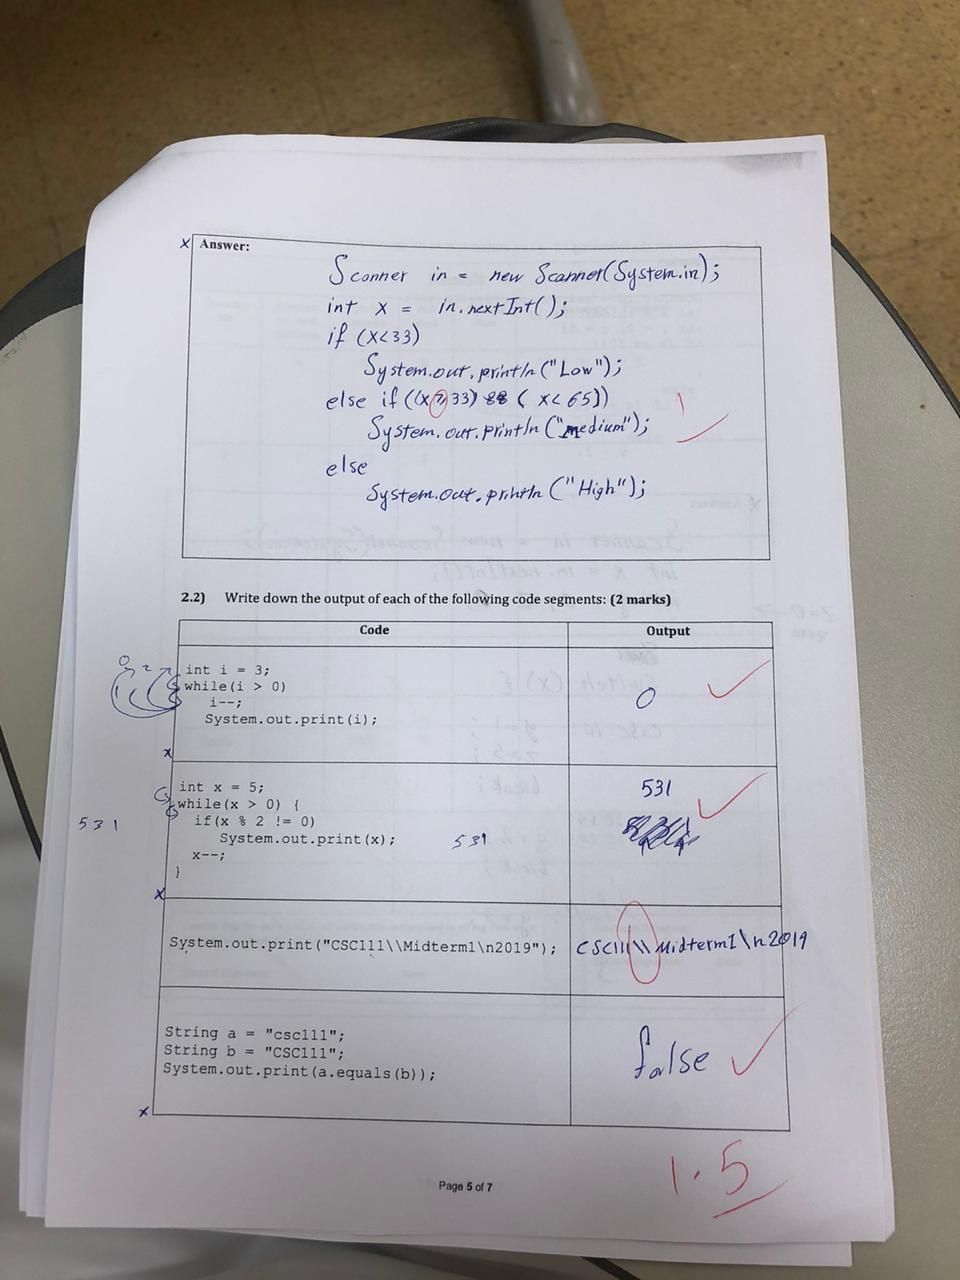 x Answer:
Scanner in = new Scanner(System.in);
int x = in.nextInt();
if (x<33)
System.out.println("Low");
else if ((x>33) && ( x< 65))
1
System.out.println("medium");
else
System.out.println("High");
2.2) Write down the output of each of the following code segments: (2 marks)
Code Output
int i = 3;
while(i > 0)
i--;
System.out.print(i);
0
x
int x = 5;
while(x > 0) {
if(x % 2 != 0)
System.out.print(x);
x--;
}
531
531
531
x
System.out.print("CSC111\\Midterm1\n2019");
CSC111\\Midterm1\n2019
String a = "csc111";
String b = "CSC111";
System.out.print(a.equals(b));
false
x
1.5
Page 5 of 7